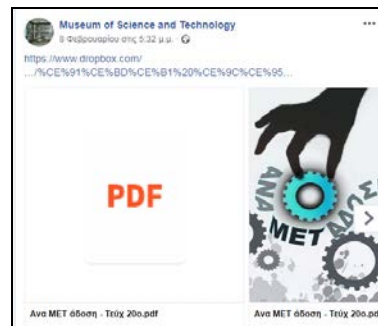 Museum of Science and Technology
8 Φεβρουαρίου στις 5:32 μ.μ. ·
https://www.dropbox.com/
.../%CE%91%CE%BD%CE%B1%20%CE%9C%CE%95...
PDF
ΑΝΑ
ΜΕΤ
Ανα ΜΕΤ άδοση - Τεύχ 20ο.pdf
Ανα ΜΕΤ άδοση - Τεύχ 20ο.pd